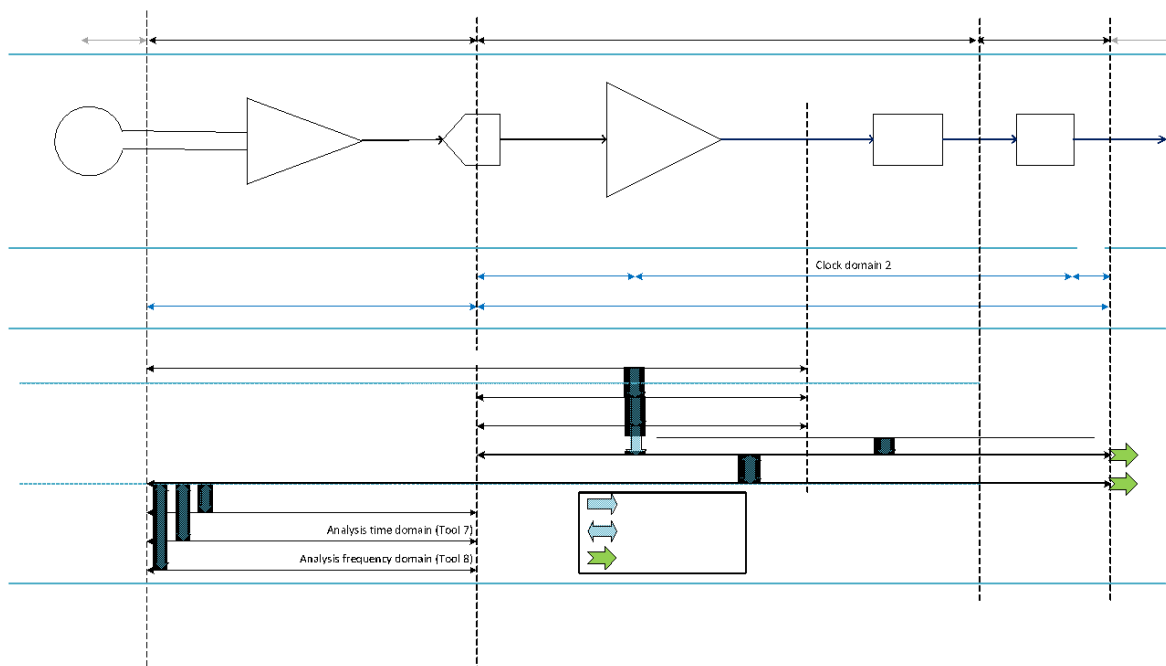 Clock domain 2
Analysis time domain (Tool 7)
Analysis frequency domain (Tool 8)